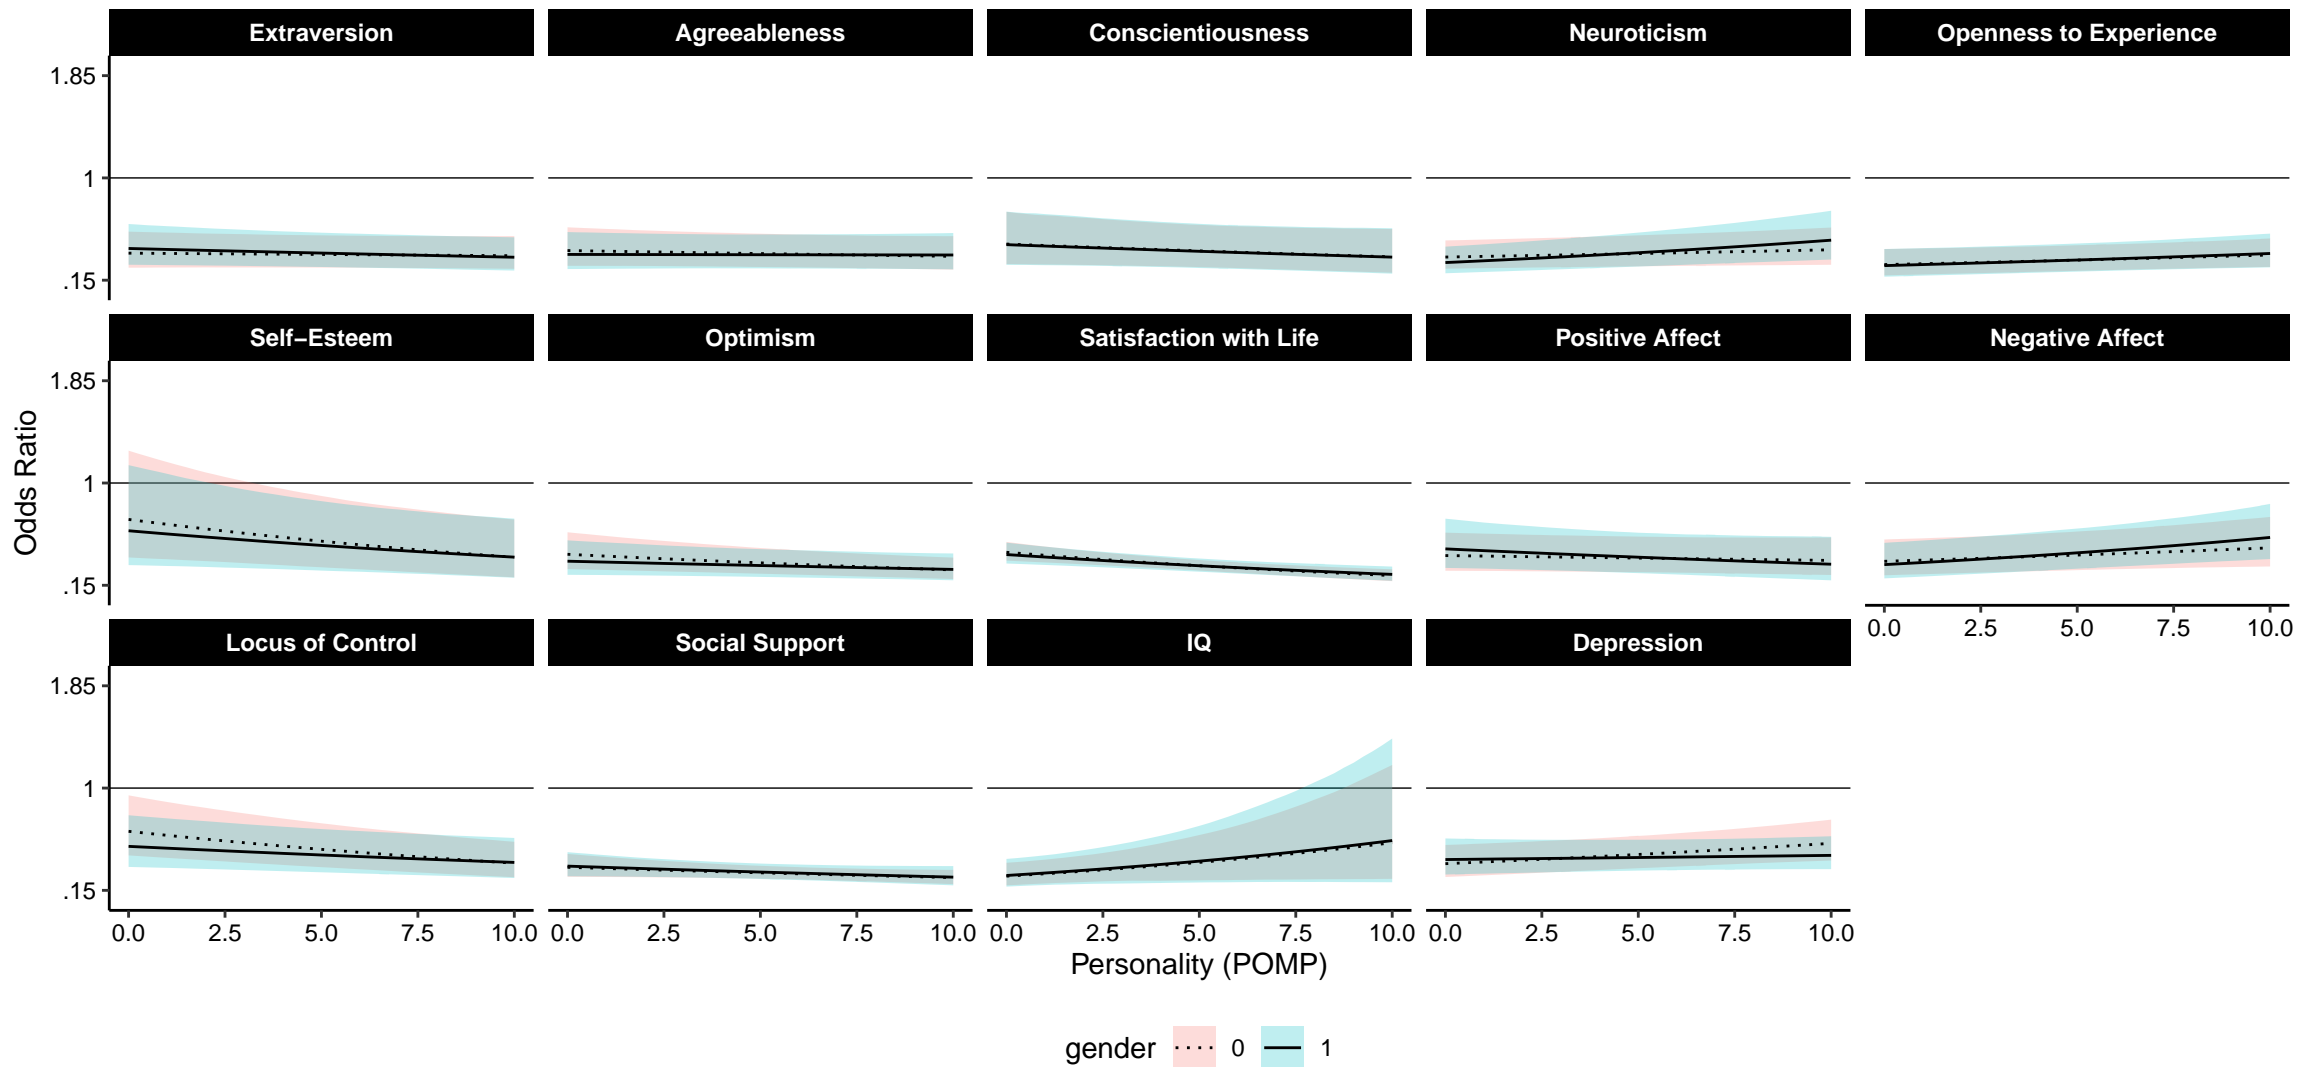 Extraversion Agreeableness Conscientiousness Neuroticism Openness to Experience
1.85
1
.15
Self−Esteem Optimism Satisfaction with Life Positive Affect Negative Affect
1.85
1
.15
0.0 2.5 5.0 7.5 10.0
Odds Ratio
Locus of Control Social Support IQ Depression
1.85
1
.15
0.0 2.5 5.0 7.5 10.0 0.0 2.5 5.0 7.5 10.0 0.0 2.5 5.0 7.5 10.0 0.0 2.5 5.0 7.5 10.0
Personality (POMP)
gender 0 1